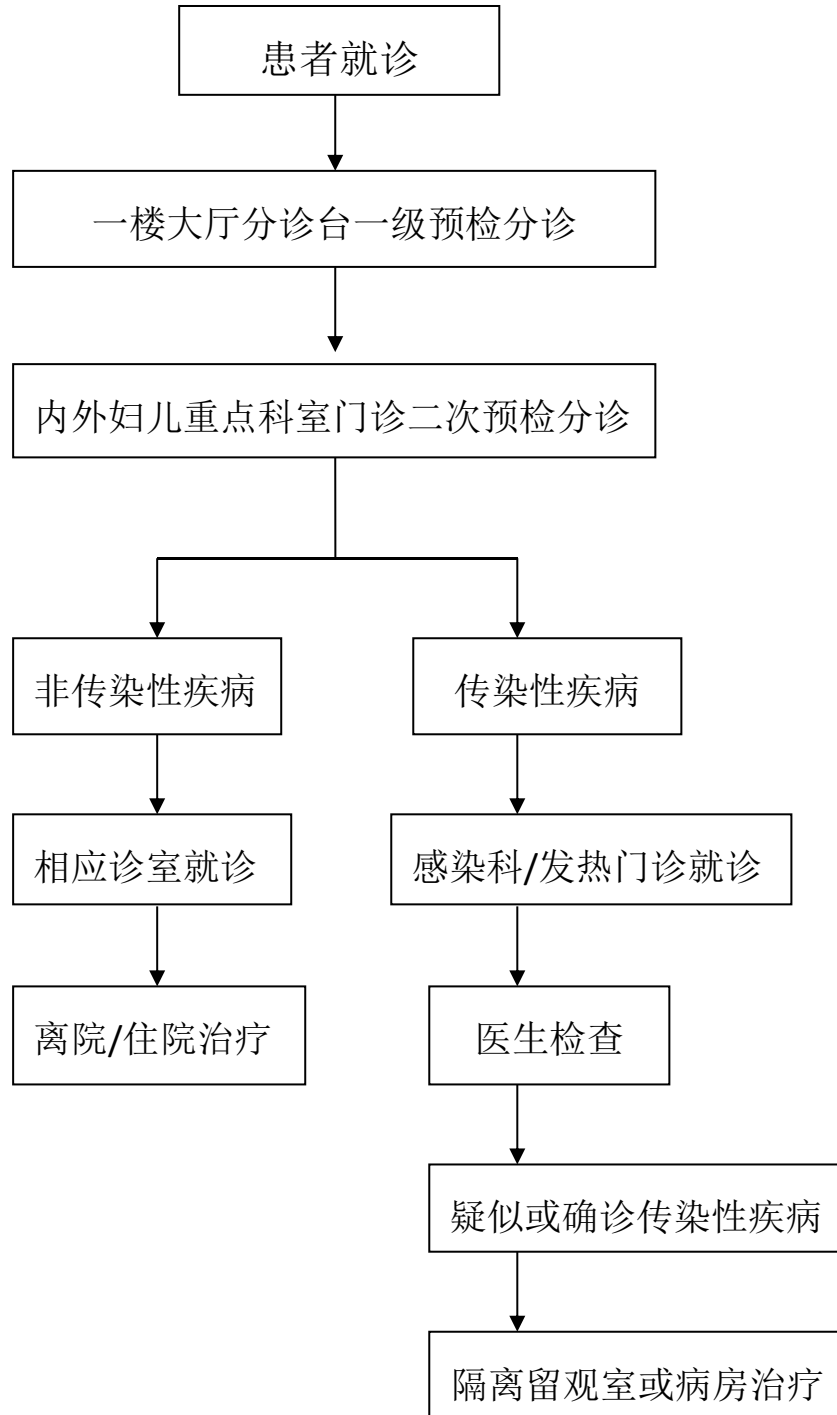 患者就诊
一楼大厅分诊台一级预检分诊
内外妇儿重点科室门诊二次预检分诊
非传染性疾病
传染性疾病
相应诊室就诊
感染科/发热门诊就诊
离院/住院治疗
医生检查
疑似或确诊传染性疾病
隔离留观室或病房治疗